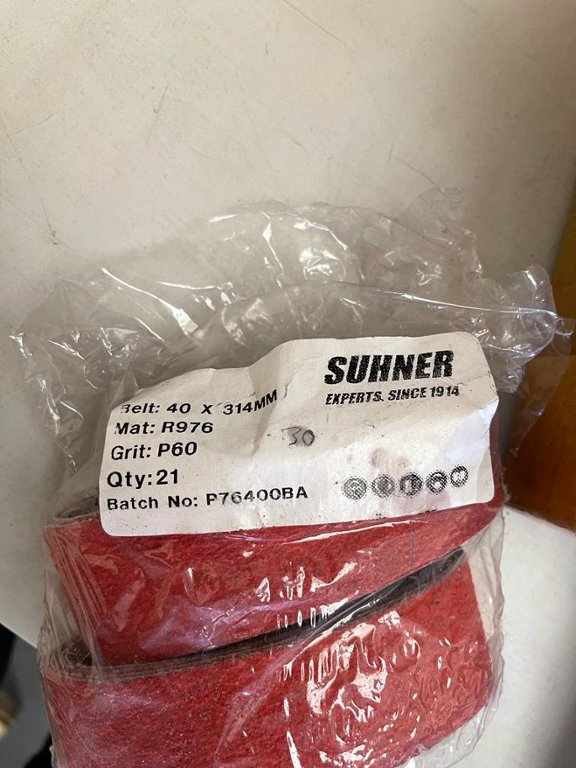 SUHNER
EXPERTS. SINCE 1914
Belt: 40 X 314MM
Mat: R976
30
Grit: P60
Qty:21
Batch No: P76400BA